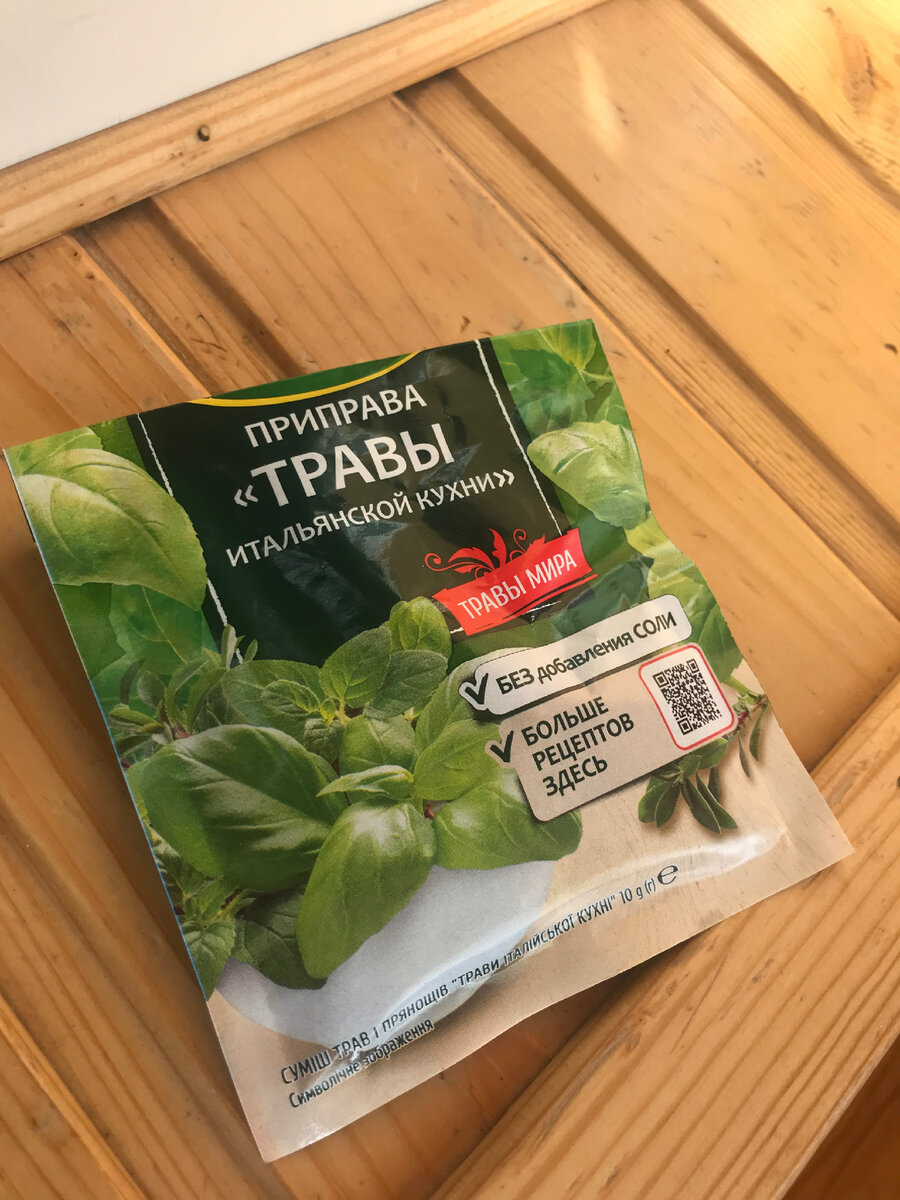 ПРИПРАВА
«ТРАВЫ
ИТАЛЬЯНСКОЙ КУХНИ»
ТРАВЫ МИРА
БЕЗ добавления СОЛИ
БОЛЬШЕ
РЕЦЕПТОВ
ЗДЕСЬ
СУМІШ ТРАВ І ПРЯНОЩІВ "ТРАВИ ІТАЛІЙСЬКОЇ КУХНІ" 10 g (г) ℮
Символічне зображення